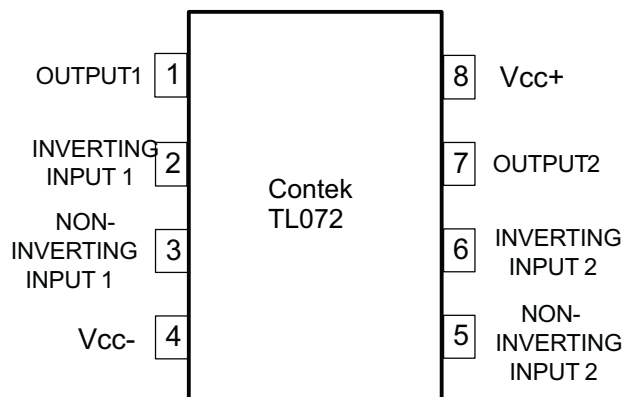 OUTPUT1
1
INVERTING
INPUT 1
2
NON-
INVERTING
INPUT 1
3
Vcc-
4
Contek
TL072
8
Vcc+
7
OUTPUT2
6
INVERTING
INPUT 2
5
NON-
INVERTING
INPUT 2